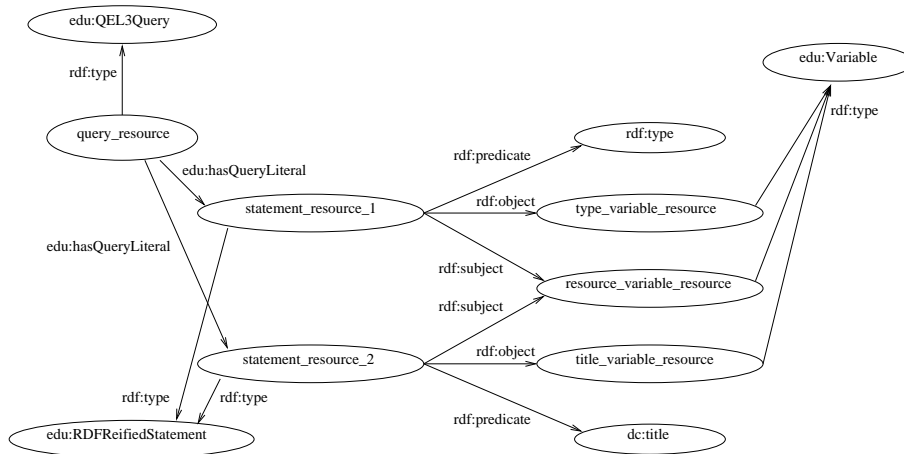 edu:QEL3Query
edu:Variable
rdf:type
rdf:type
query_resource
rdf:type
rdf:predicate
edu:hasQueryLiteral
rdf:object
statement_resource_1
type_variable_resource
edu:hasQueryLiteral
rdf:subject
resource_variable_resource
rdf:subject
rdf:object
statement_resource_2
title_variable_resource
rdf:type
rdf:type
rdf:predicate
edu:RDFReifiedStatement
dc:title